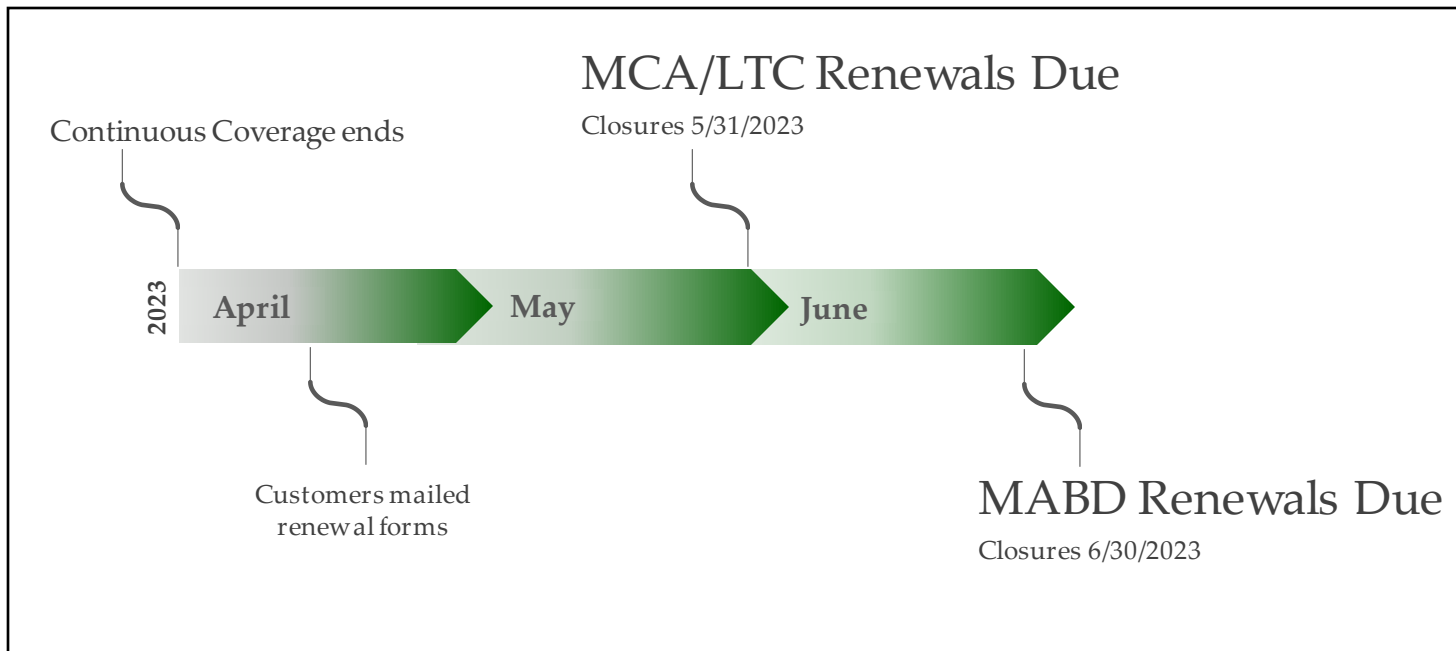 MCA/LTC Renewals Due
Closures 5/31/2023
Continuous Coverage ends
2023
April
May
June
Customers mailed
renewal forms
MABD Renewals Due
Closures 6/30/2023